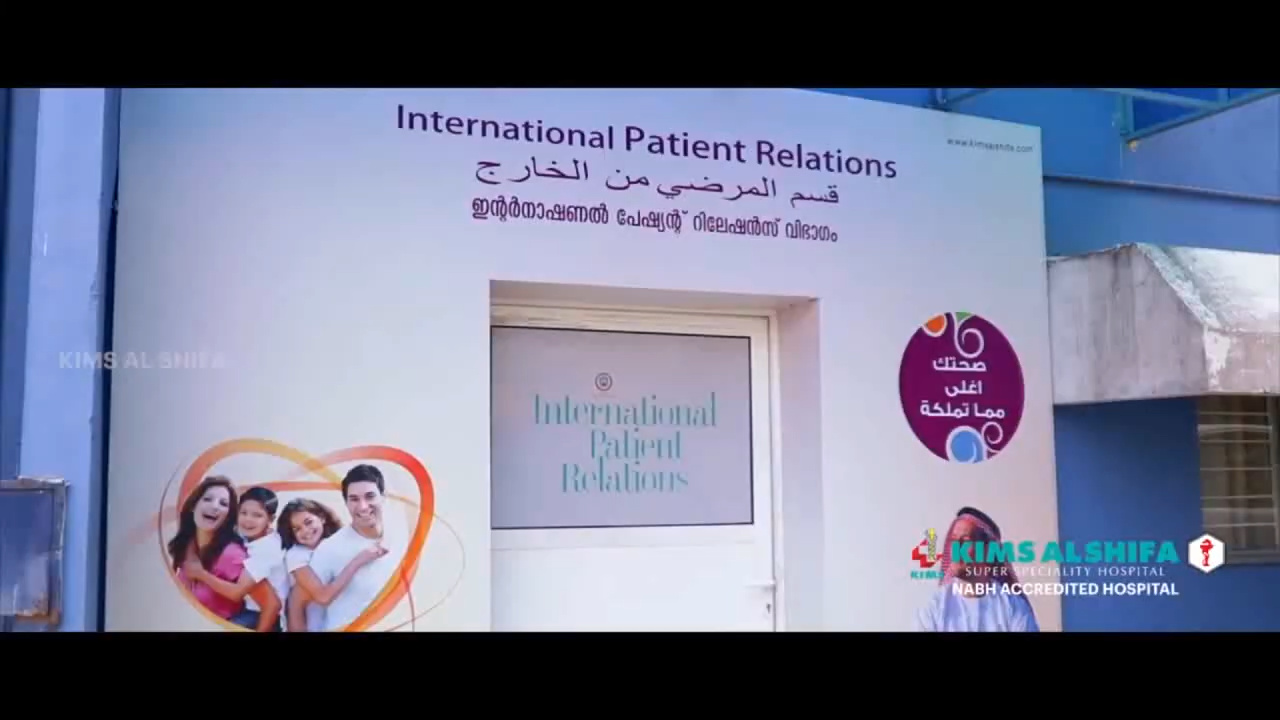 International Patient Relations
www.kimsalshifa.com
قسم المرضي من الخارج
ഇന്റർനാഷണൽ പേഷ്യന്റ് റിലേഷൻസ് വിഭാഗം
KIMS AL SHIFA
International
Patient
Relations
صحتك
اغلى
مما تملكة
KIMS
KIMS ALSHIFA
SUPER SPECIALITY HOSPITAL
NABH ACCREDITED HOSPITAL